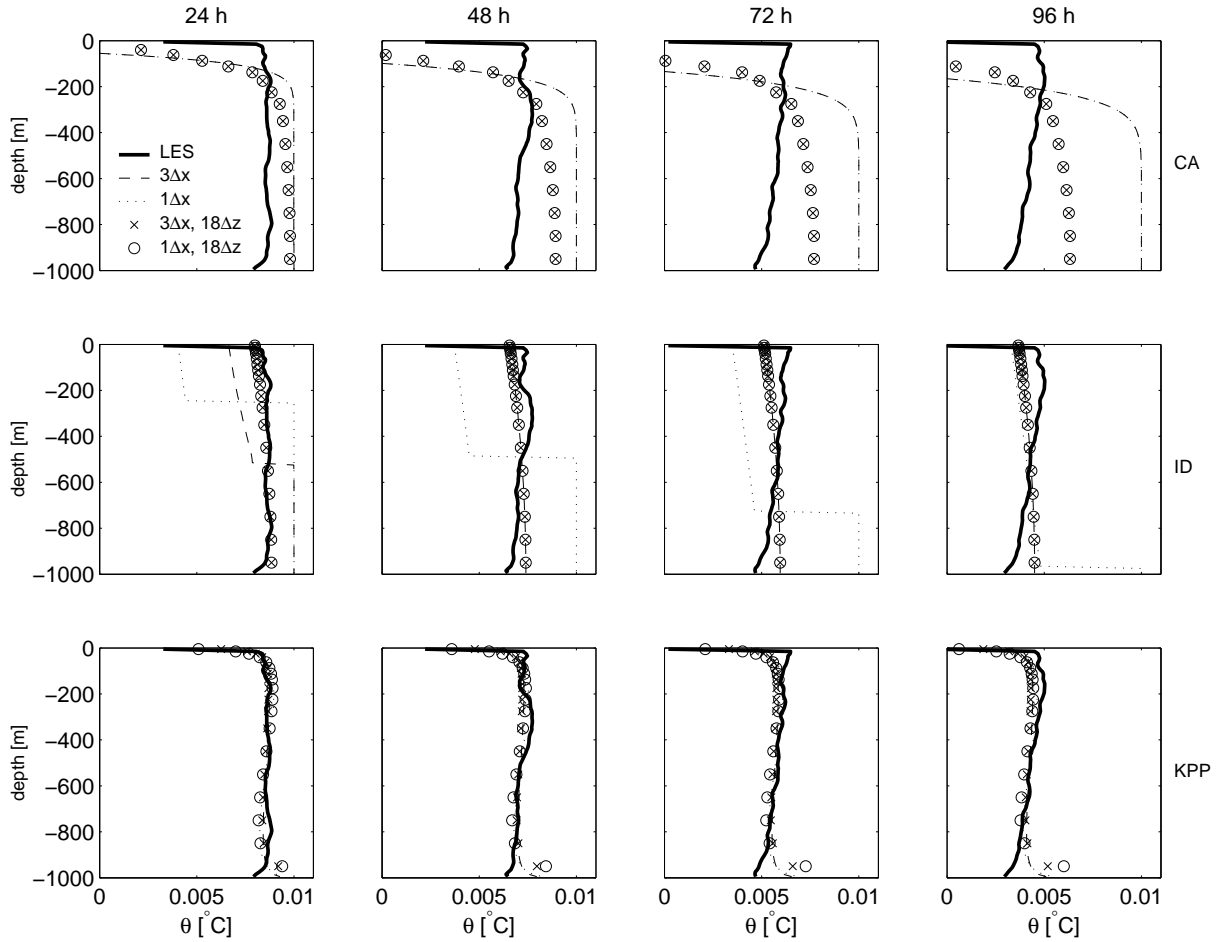 24 h 48 h 72 h 96 h
0
−200
−400
−600
−800
−1000
depth [m]
LES
3Δx
1Δx
3Δx, 18Δz
1Δx, 18Δz
CA
0
−200
−400
−600
−800
−1000
depth [m]
ID
0
−200
−400
−600
−800
−1000
depth [m]
KPP
0 0.005 0.01 0 0.005 0.01 0 0.005 0.01 0 0.005 0.01
θ [°C] θ [°C] θ [°C] θ [°C]